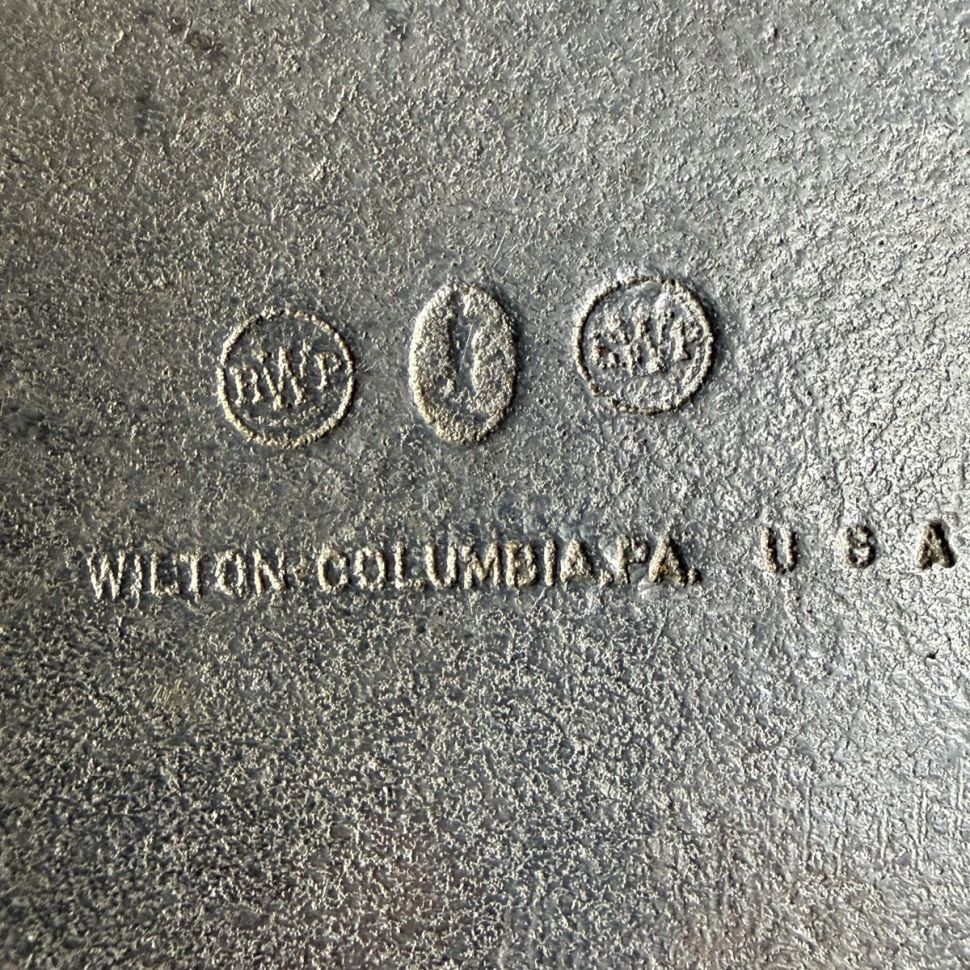 RWP RWP
WILTON-COLUMBIA, PA. U S A